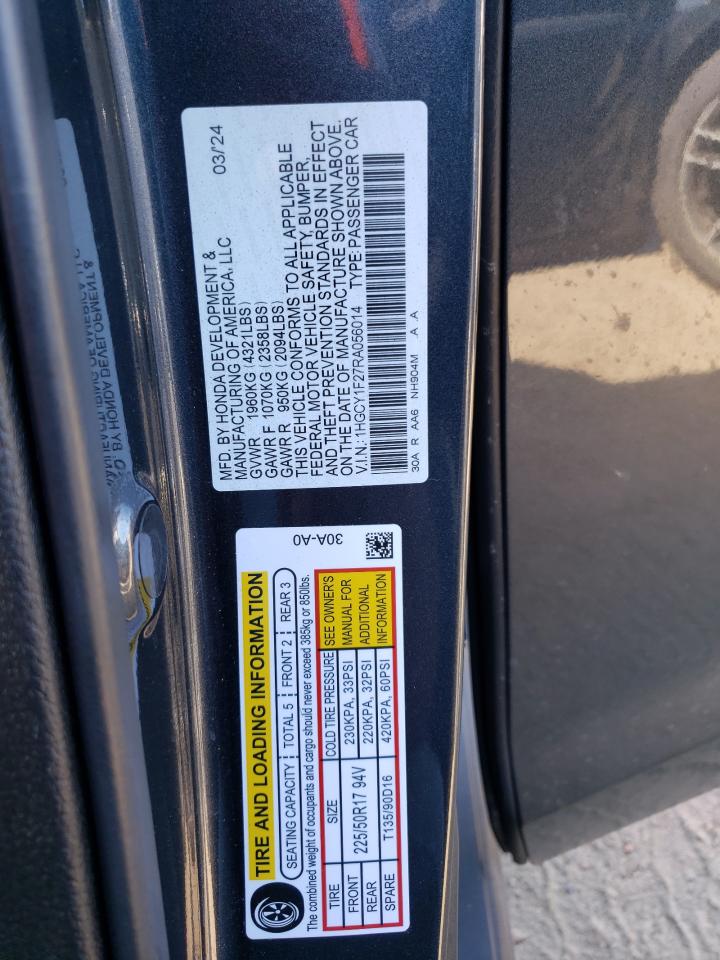 MFD. BY HONDA DEVELOPMENT &
MANUFACTURING OF AMERICA, LLC 03/'24
GVWR 1960KG (4321LBS)
GAWR F 1070KG (2358LBS)
GAWR R 950KG (2094LBS)
THIS VEHICLE CONFORMS TO ALL APPLICABLE
FEDERAL MOTOR VEHICLE SAFETY, BUMPER,
AND THEFT PREVENTION STANDARDS IN EFFECT
ON THE DATE OF MANUFACTURE SHOWN ABOVE.
V.I.N.: 1HGCY1F27RA056014 TYPE: PASSENGER CAR
30A R AA6 NH904M A .A
TIRE AND LOADING INFORMATION 30A-A0
SEATING CAPACITY TOTAL 5 FRONT 2 REAR 3
The combined weight of occupants and cargo should never exceed 385kg or 850lbs.
TIRE SIZE COLD TIRE PRESSURE SEE OWNER'S
FRONT 225/50R17 94V 230KPA, 33PSI MANUAL FOR
REAR 220KPA, 32PSI ADDITIONAL
SPARE T135/90D16 420KPA, 60PSI INFORMATION
BY HONDA DEVELOPMENT &